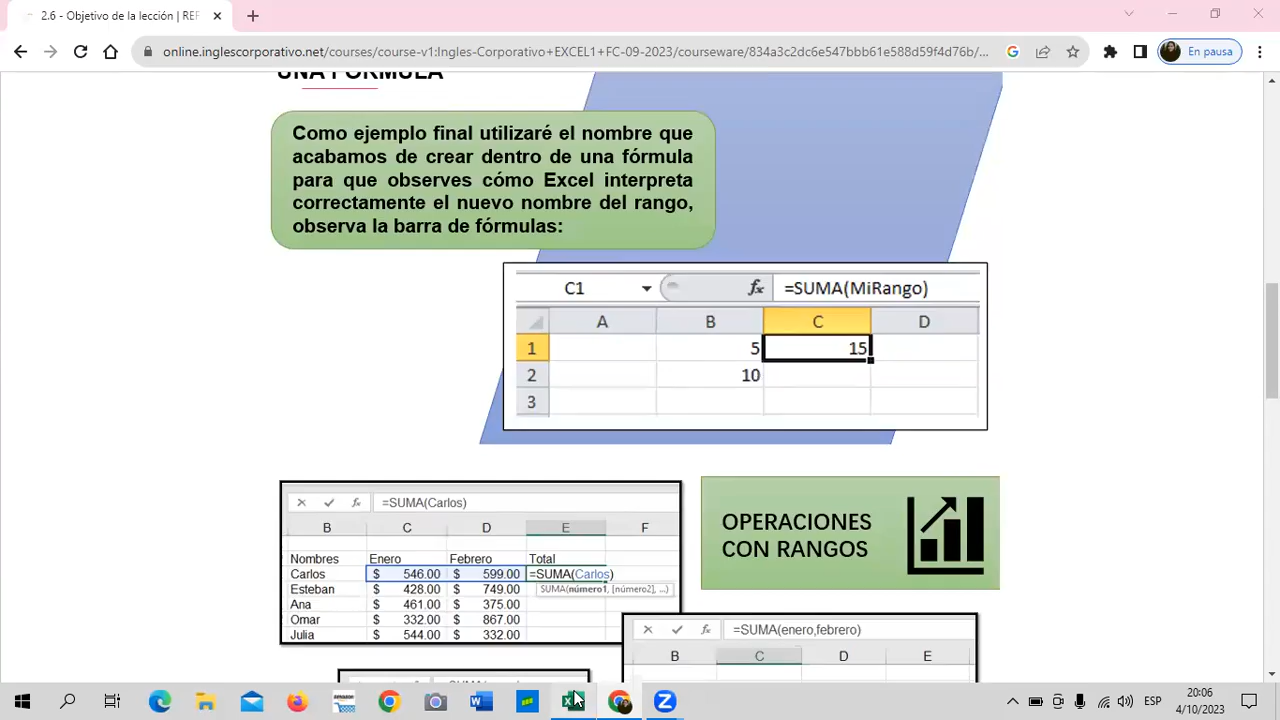 2.6 - Objetivo de la lección | REF
online.inglescorporativo.net/courses/course-v1:Ingles-Corporativo+EXCEL1+FC-09-2023/courseware/834a3c2dc6e547bbb61e588d59f4d76b/...
En pausa
UNA FÓRMULA
Como ejemplo final utilizaré el nombre que
acabamos de crear dentro de una fórmula
para que observes cómo Excel interpreta
correctamente el nuevo nombre del rango,
observa la barra de fórmulas:
C1 fx =SUMA(MiRango)
A B C D
1 5 15
2 10
3
fx =SUMA(Carlos)
B C D E F
Nombres Enero Febrero Total
Carlos $ 546.00 $ 599.00 =SUMA(Carlos)
Esteban $ 428.00 $ 749.00 SUMA(número1, [número2], ...)
Ana $ 461.00 $ 375.00
Omar $ 332.00 $ 867.00
Julia $ 544.00 $ 332.00
OPERACIONES
CON RANGOS
fx =SUMA(enero,febrero)
B C D E
ESP
20:06
4/10/2023